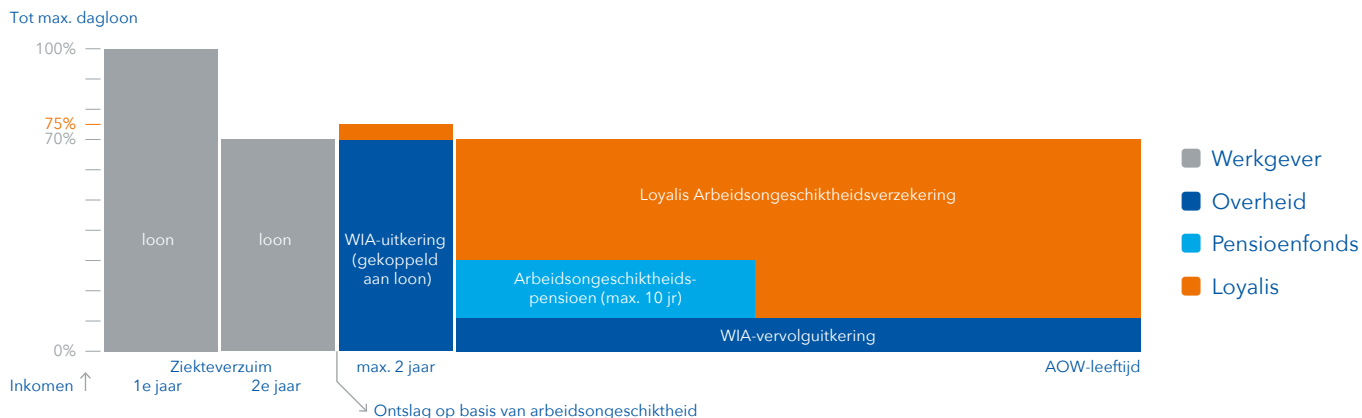 Tot max. dagloon
100%
75%
70%
0%
loon
loon
WIA-uitkering
(gekoppeld
aan loon)
Loyalis Arbeidsongeschiktheidsverzekering
Arbeidsongeschiktheids-
pensioen (max. 10 jr)
WIA-vervolguitkering
Werkgever
Overheid
Pensioenfonds
Loyalis
Ziekteverzuim
max. 2 jaar
AOW-leeftijd
Inkomen
1e jaar
2e jaar
Ontslag op basis van arbeidsongeschiktheid